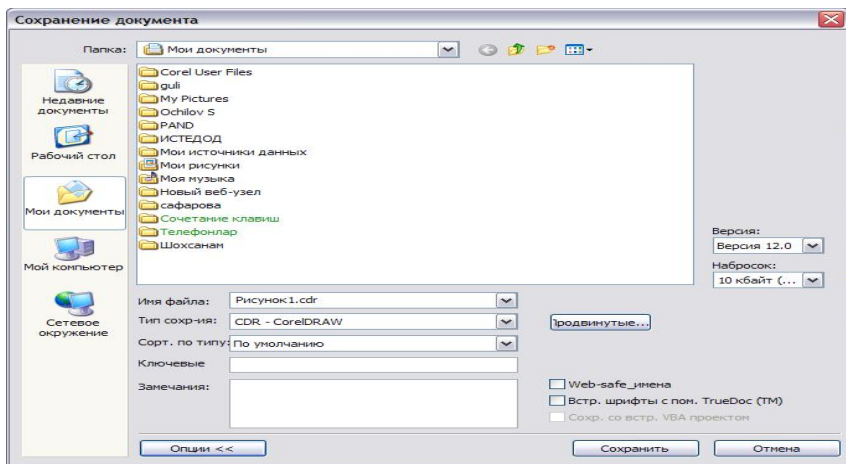 Сохранение документа
Папка:
Мои документы
Недавние
документы
Рабочий стол
Мои документы
Мой компьютер
Сетевое
окружение
Corel User Files
guli
My Pictures
Ochilov S
PAND
ИСТЕДОД
Мои источники данных
Мои рисунки
Моя музыка
Новый веб-узел
сафарова
Сочетание клавиш
Телефонлар
Шохсанам
Версия:
Версия 12.0
Набросок:
10 кбайт (...
Имя файла:
Рисунок1.cdr
Тип сохр-ия:
CDR - CorelDRAW
Продвинутые...
Сорт. по типу:
По умолчанию
Ключевые
Замечания:
Web-safe_имена
Встр. шрифты с пом. TrueDoc (TM)
Сохр. со встр. VBA проектом
Опции <<
Сохранить
Отмена